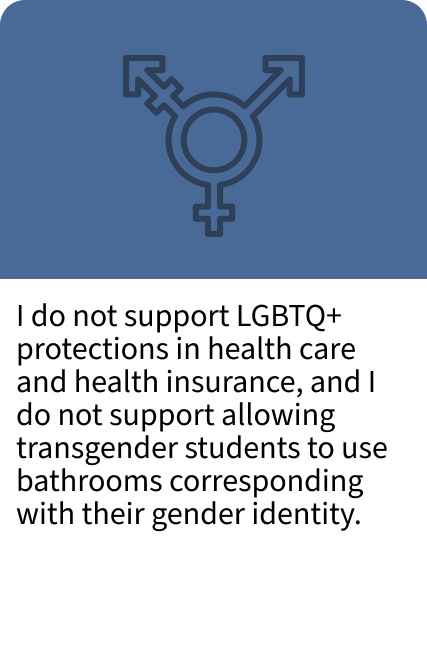 I do not support LGBTQ+
protections in health care
and health insurance, and I
do not support allowing
transgender students to use
bathrooms corresponding
with their gender identity.